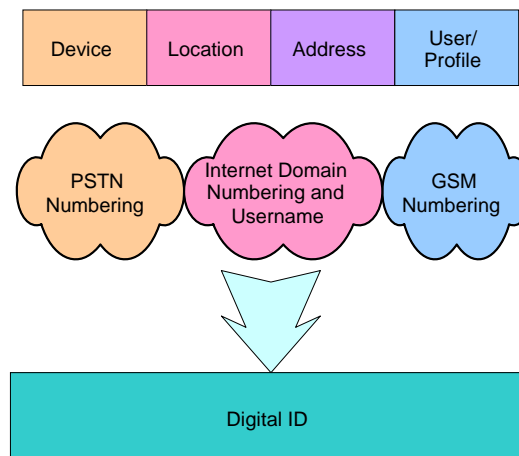 Device
Location
Address
User/
Profile
PSTN
Numbering
Internet Domain
Numbering and
Username
GSM
Numbering
Digital ID